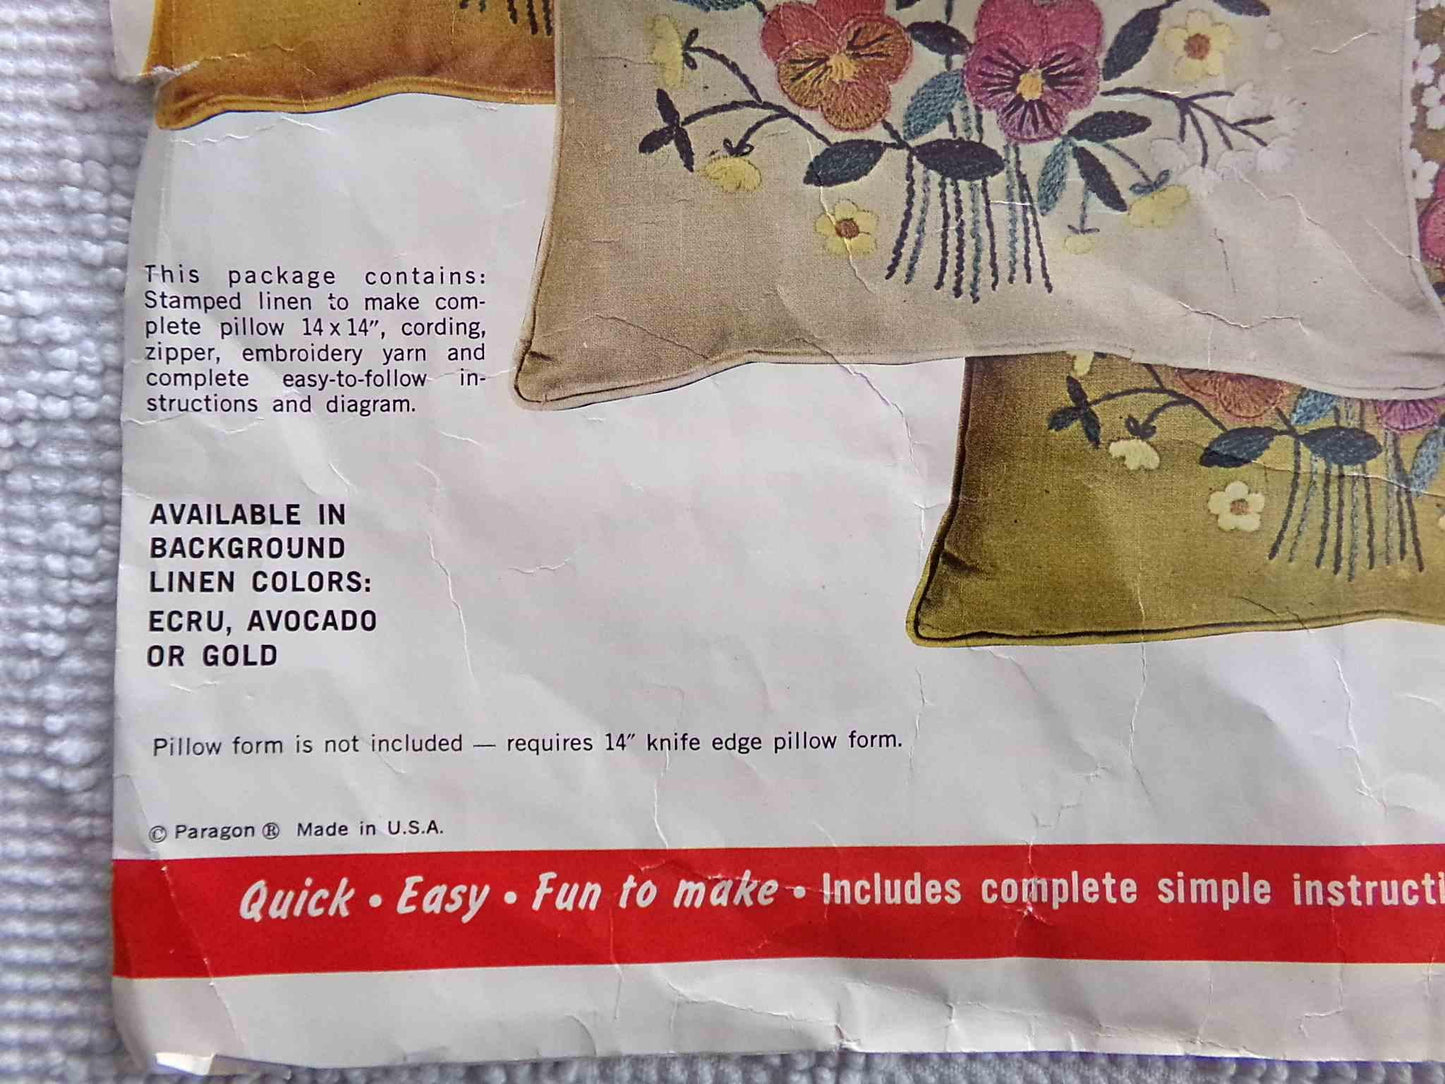 This package contains:
Stamped linen to make com-
plete pillow 14 x 14", cording,
zipper, embroidery yarn and
complete easy-to-follow in-
structions and diagram.
AVAILABLE IN
BACKGROUND
LINEN COLORS:
ECRU, AVOCADO
OR GOLD
Pillow form is not included — requires 14" knife edge pillow form.
© Paragon ® Made in U.S.A.
Quick • Easy • Fun to make • Includes complete simple instructi